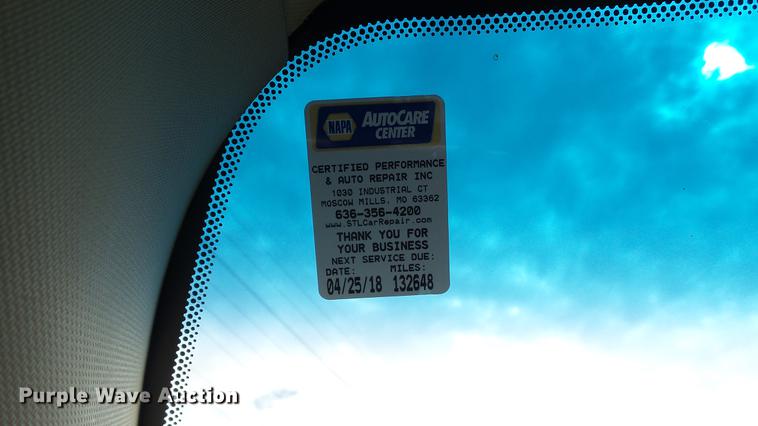 NAPA
AUTOCARE
CENTER
CERTIFIED PERFORMANCE
& AUTO REPAIR INC
1030 INDUSTRIAL CT
MOSCOW MILLS, MO 63362
636-356-4200
www.STLCarRepair.com
THANK YOU FOR
YOUR BUSINESS
NEXT SERVICE DUE:
DATE: MILES:
04/25/18 132648
Purple Wave Auction